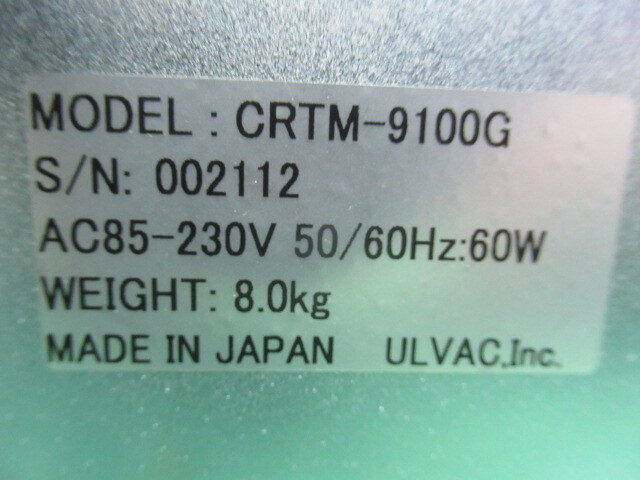 MODEL : CRTM-9100G
S/N: 002112
AC85-230V 50/60Hz:60W
WEIGHT: 8.0kg
MADE IN JAPAN ULVAC,Inc.